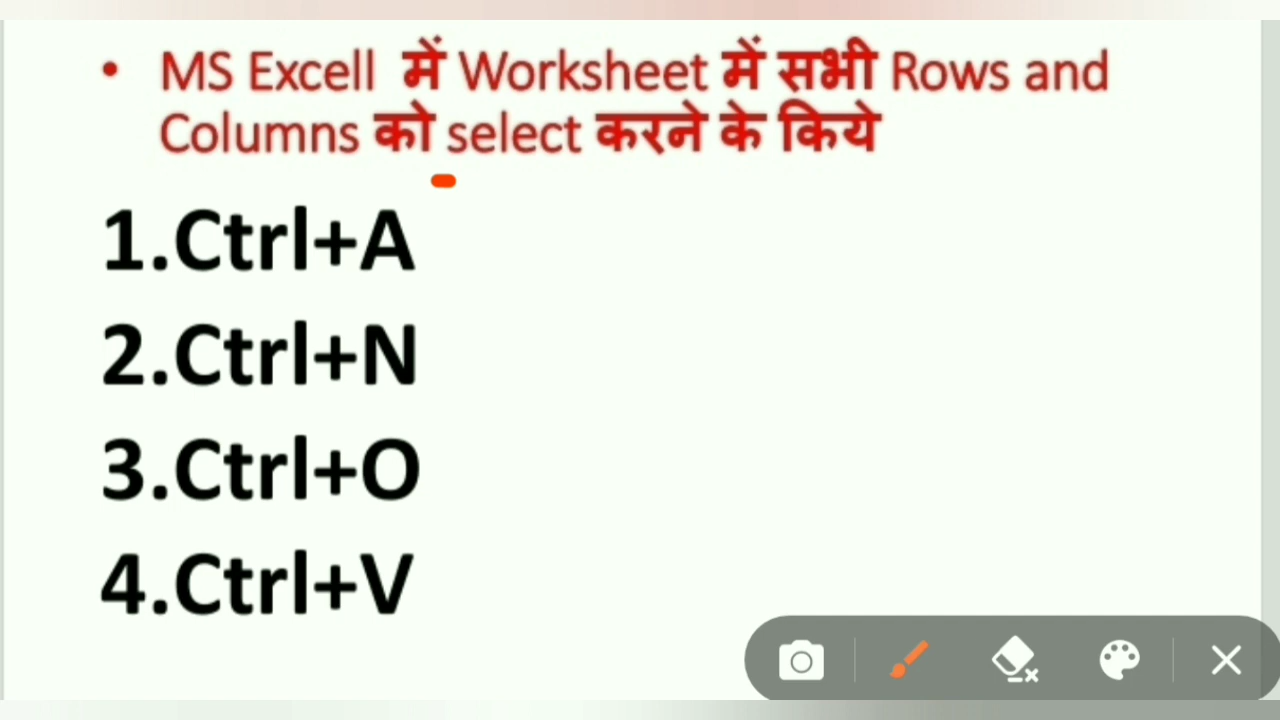 • MS Excell में Worksheet में सभी Rows and
Columns को select करने के किये
1.Ctrl+A
2.Ctrl+N
3.Ctrl+O
4.Ctrl+V